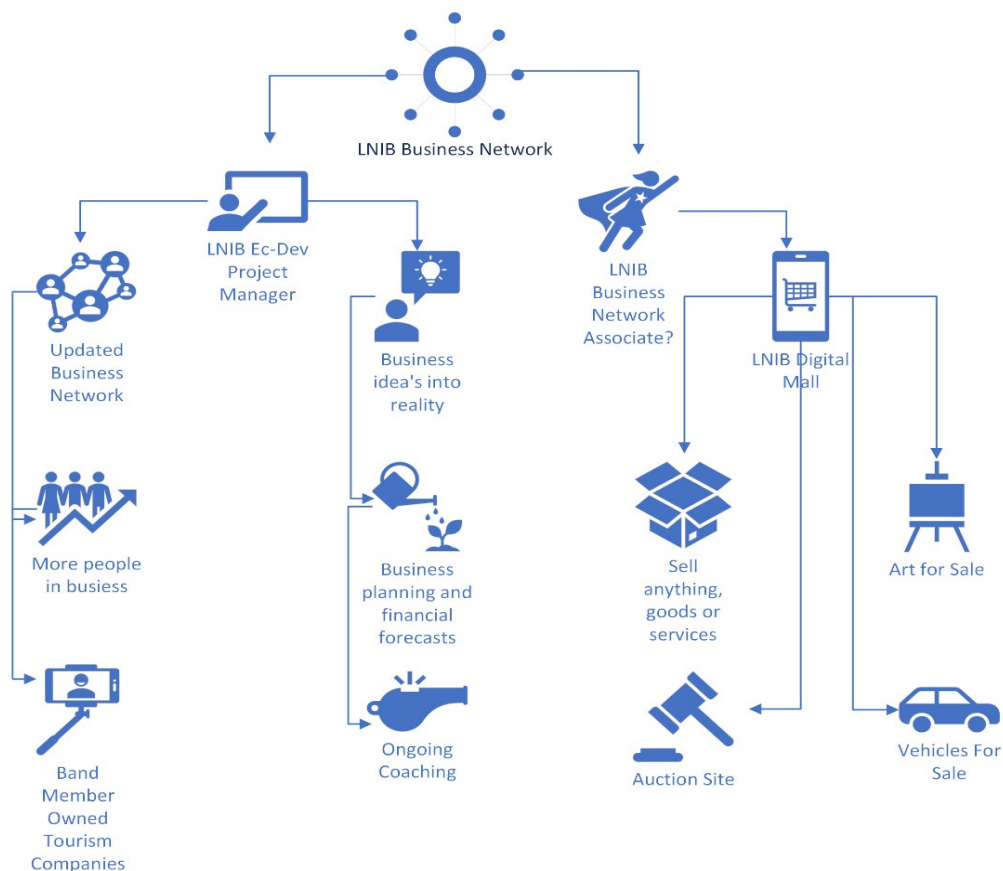 LNIB Business Network
LNIB Ec-Dev
Project
Manager
LNIB
Business
Network
Associate?
Updated
Business
Network
Business
idea's into
reality
LNIB Digital
Mall
More people
in busiess
Business
planning and
financial
forecasts
Sell
anything,
goods or
services
Art for Sale
Band
Member
Owned
Tourism
Companies
Ongoing
Coaching
Auction Site
Vehicles For
Sale